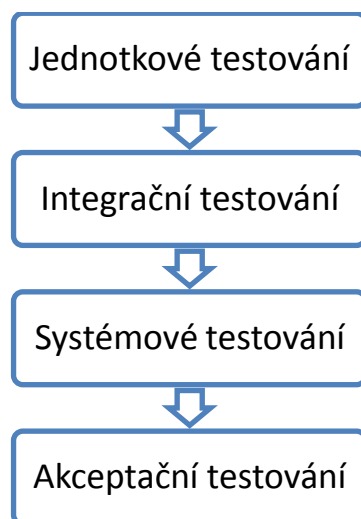 Jednotkové testování
Integrační testování
Systémové testování
Akceptační testování